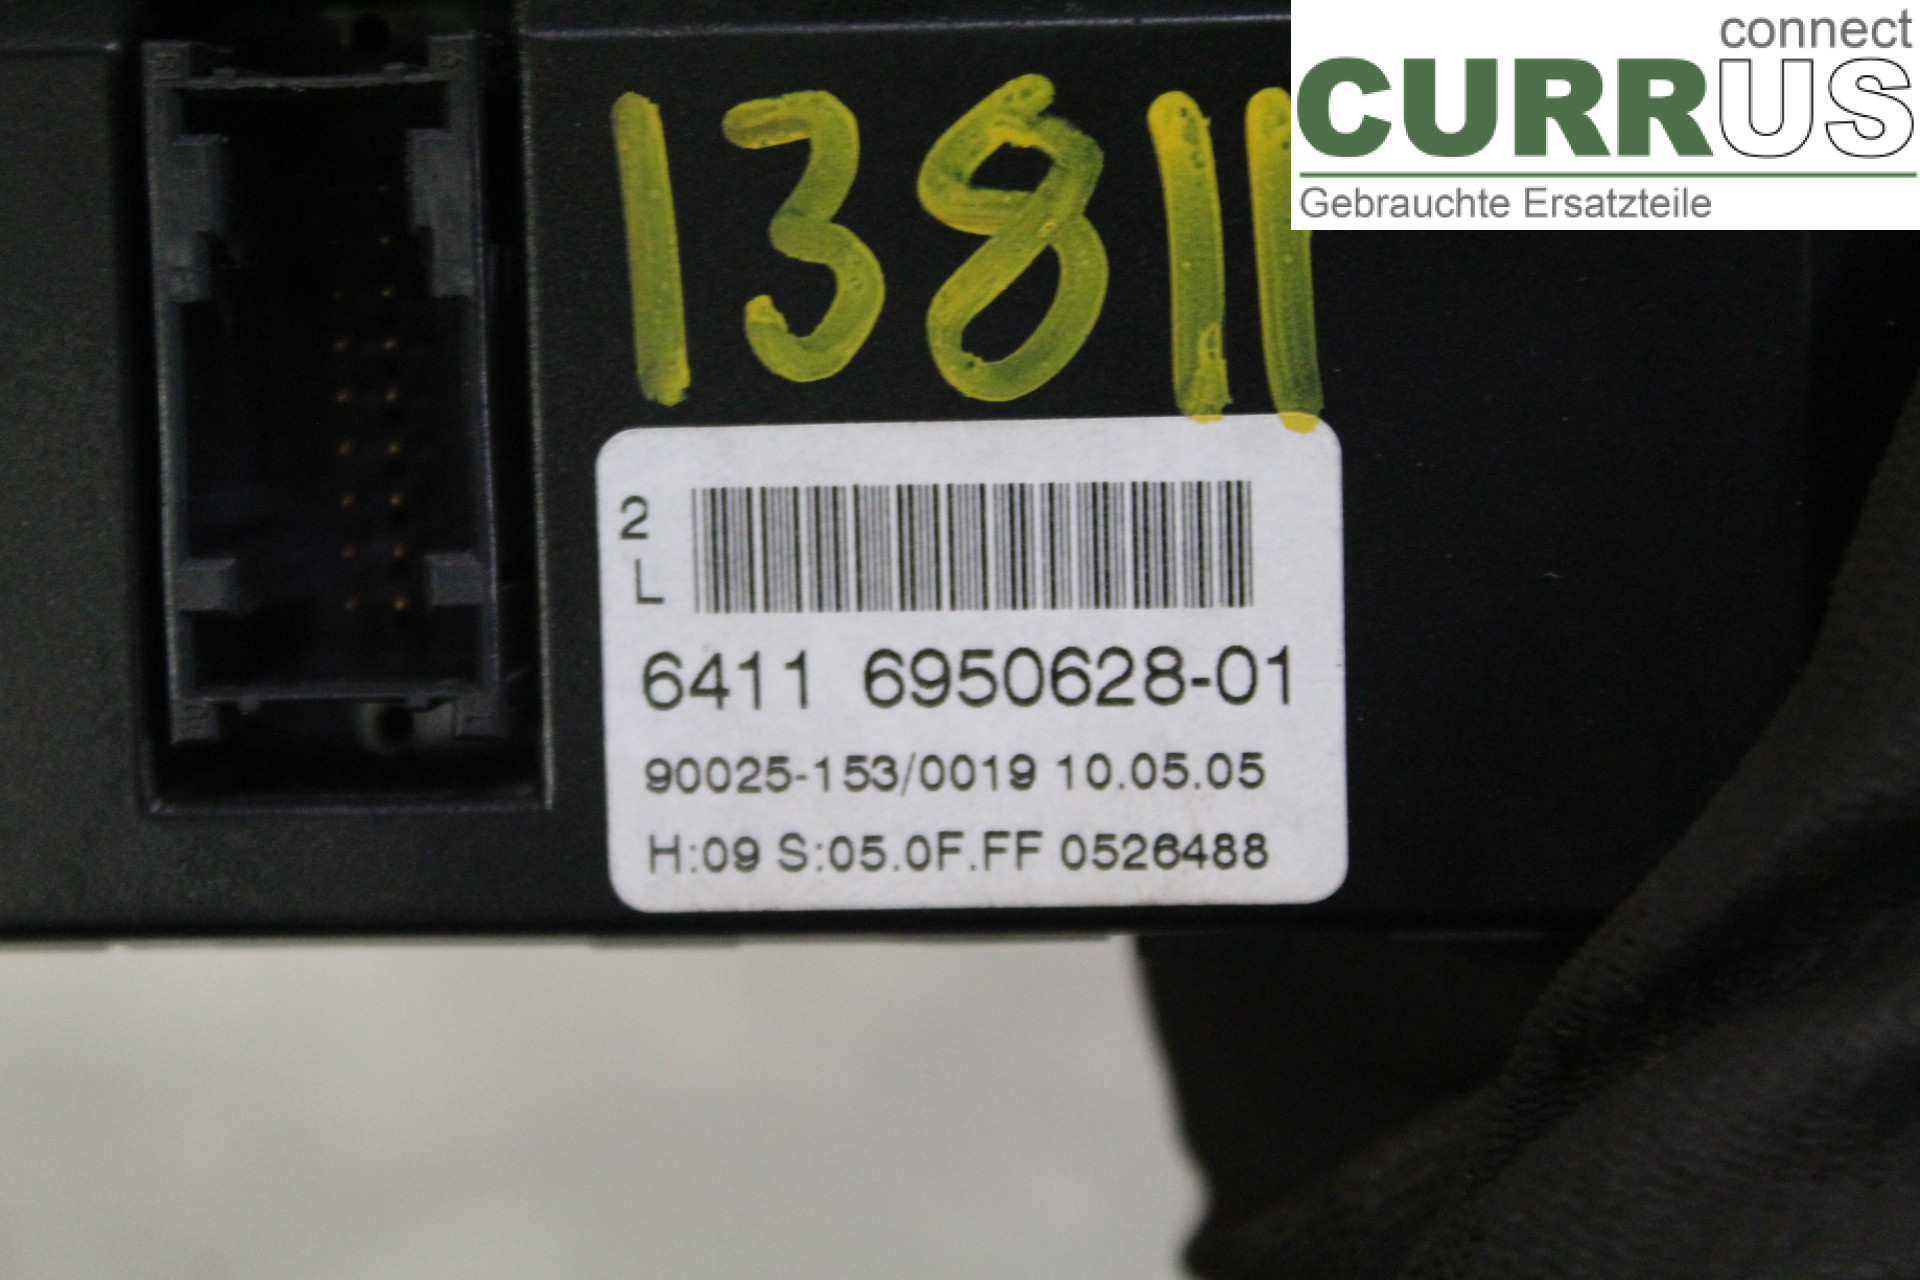 connect
CURRUS
Gebrauchte Ersatzteile
13811
2
L
6411 6950628-01
90025-153/0019 10.05.05
H:09 S:05.0F.FF 0526488